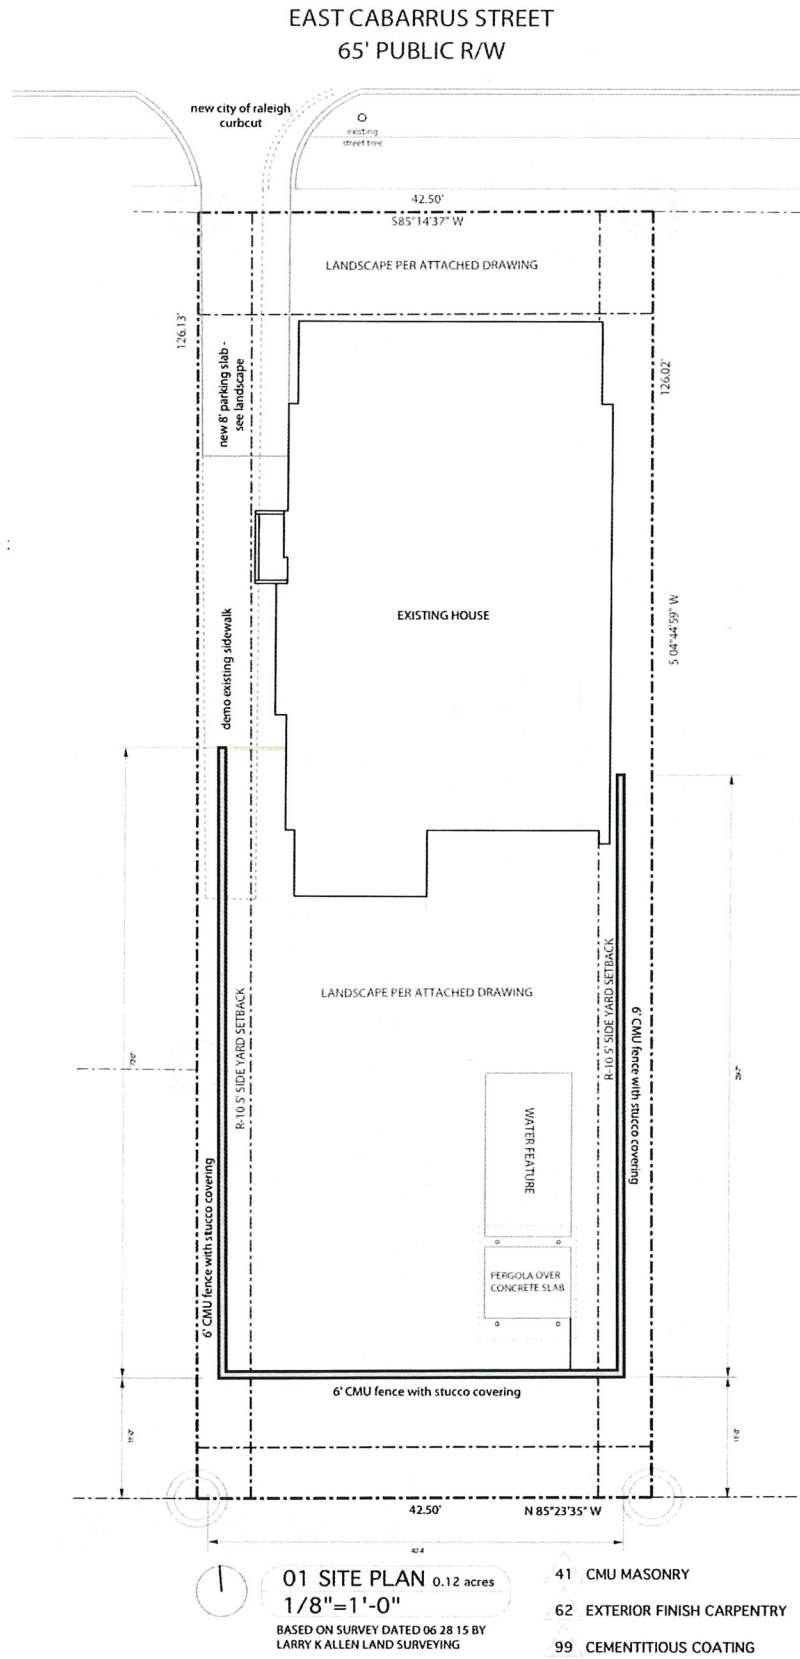 EAST CABARRUS STREET
65' PUBLIC R/W
new city of raleigh
curbcut
existing
street tree
42.50'
S85°14'37" W
LANDSCAPE PER ATTACHED DRAWING
126.13'
126.02'
new 8' parking slab -
see landscape
EXISTING HOUSE
S 04°44'59" W
demo existing sidewalk
LANDSCAPE PER ATTACHED DRAWING
R-10 5' SIDE YARD SETBACK
R-10 5' SIDE YARD SETBACK
6' CMU fence with stucco covering
WATER FEATURE
6' CMU fence with stucco covering
PERGOLA OVER
CONCRETE SLAB
6' CMU fence with stucco covering
11'-0"
11'-0"
42.50'
N 85°23'35" W
01 SITE PLAN 0.12 acres
1/8"=1'-0"
BASED ON SURVEY DATED 06 28 15 BY
LARRY K ALLEN LAND SURVEYING
41 CMU MASONRY
62 EXTERIOR FINISH CARPENTRY
99 CEMENTITIOUS COATING